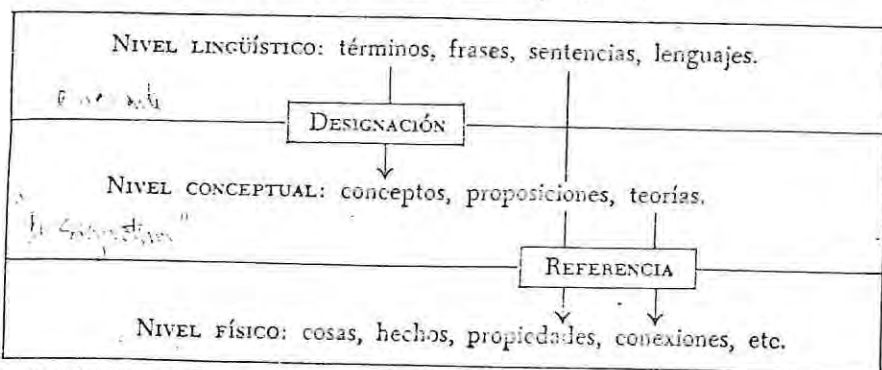 NIVEL LINGÜÍSTICO: términos, frases, sentencias, lenguajes.
DESIGNACIÓN
NIVEL CONCEPTUAL: conceptos, proposiciones, teorías.
REFERENCIA
NIVEL FÍSICO: cosas, hechos, propiedades, conexiones, etc.